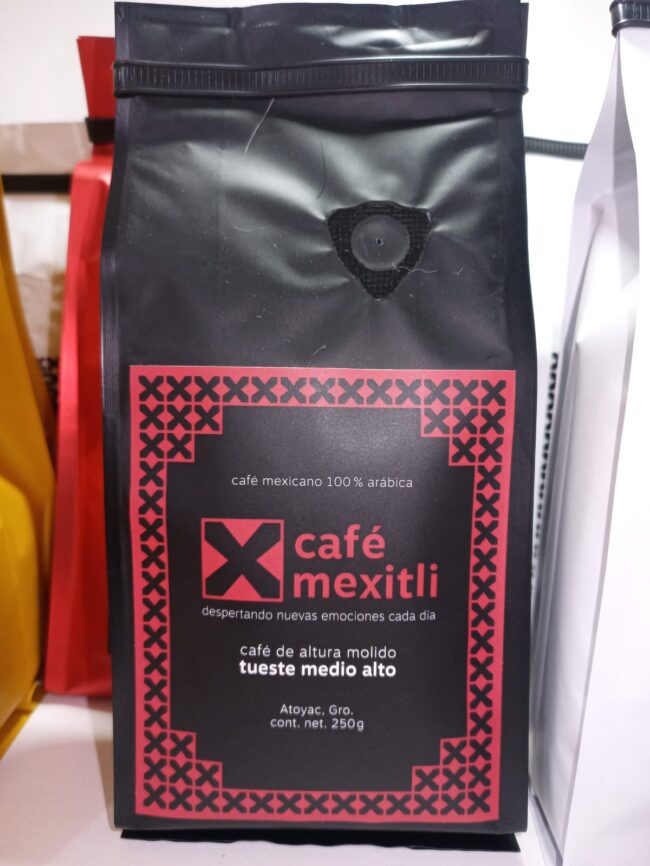 café mexicano 100% arábica
café
mexitli
despertando nuevas emociones cada día
café de altura molido
tueste medio alto
Atoyac, Gro.
cont. net. 250g